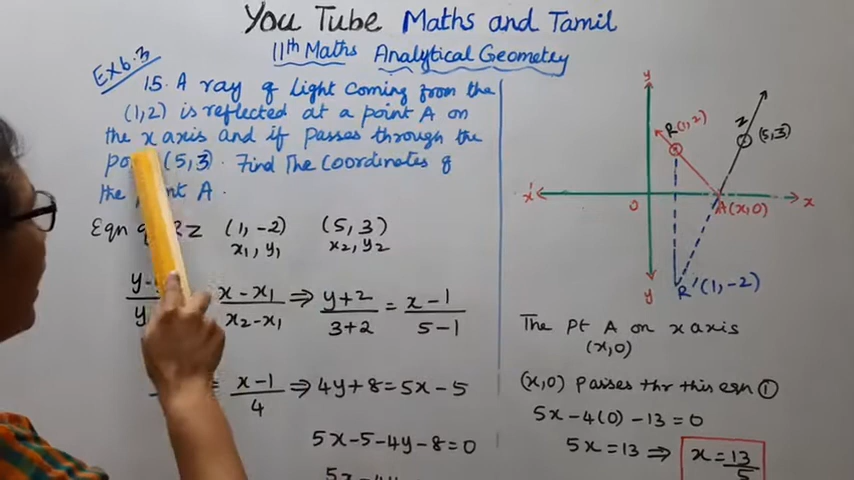 You Tube Maths and Tamil
11th Maths Analytical Geometry
Ex 6.3
15. A ray of Light coming from the
(1,2) is reflected at a point A on
the x axis and if passes through the
(5,3). Find The Coordinates of
the A.
Eqn (1,-2) (5,3)
x1, y1 x2, y2
x-x1 / x2-x1 ⇒ y+2 / 3+2 = x-1 / 5-1
= x-1 / 4 ⇒ 4y+8 = 5x-5
5x-5-4y-8=0
y
R(1,2)
z
(5,3)
x'
O
A(x,0)
x
y
R'(1,-2)
The Pt A on x axis
(x,0)
(x,0) Passes thr this eqn ①
5x-4(0)-13=0
5x=13 ⇒ x=13/5